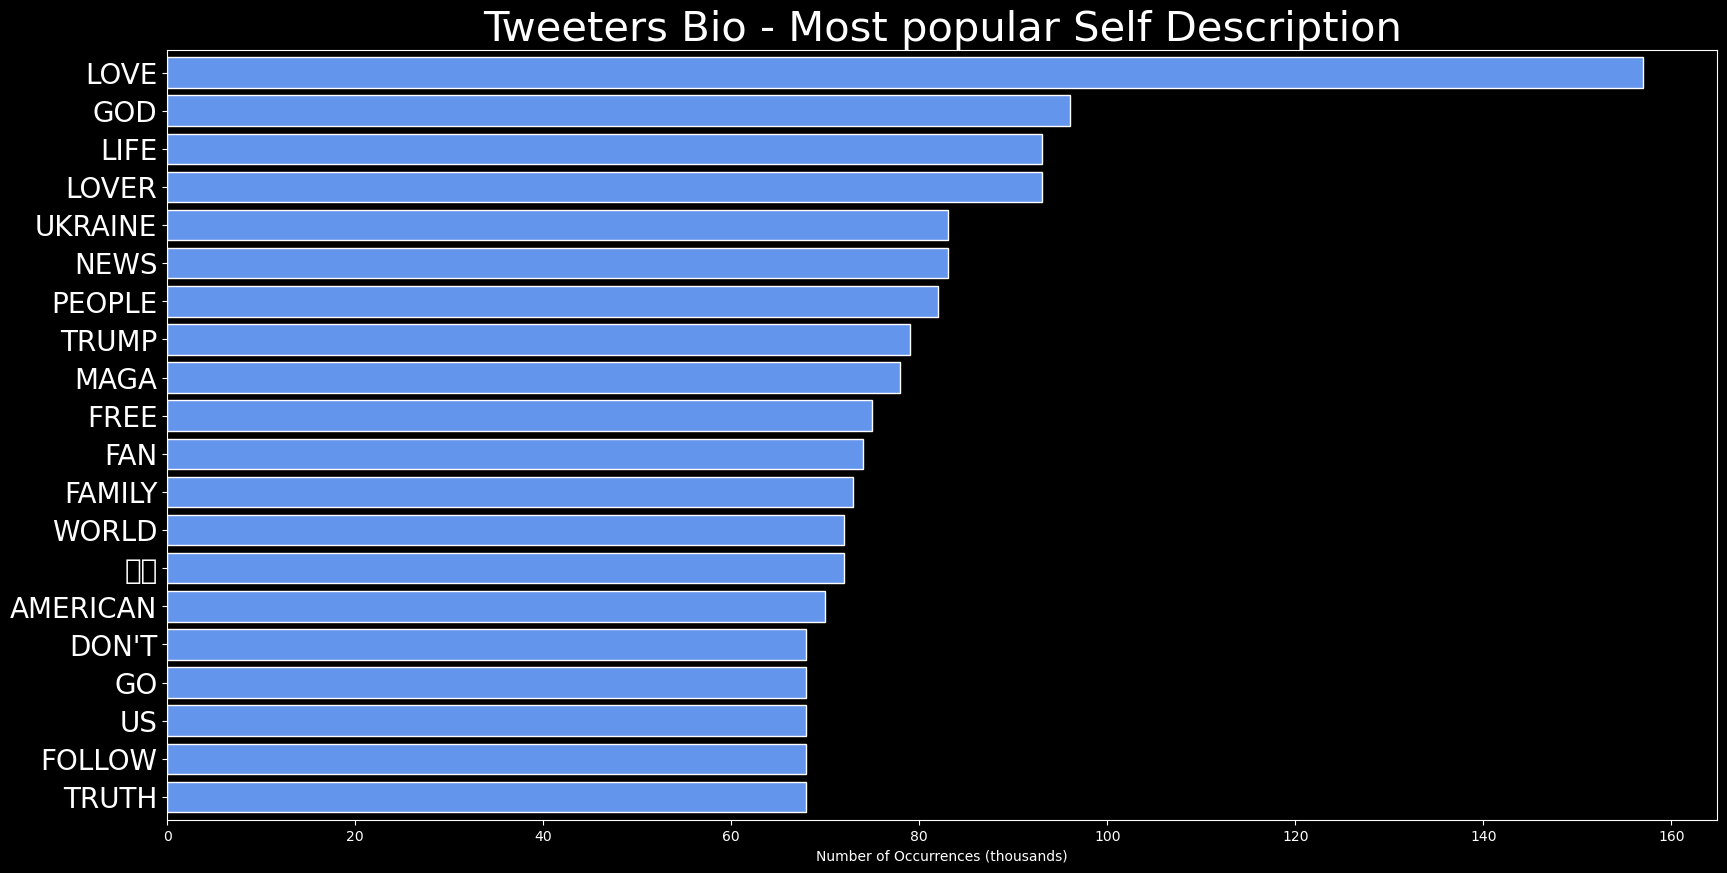 Tweeters Bio - Most popular Self Description
LOVE
GOD
LIFE
LOVER
UKRAINE
NEWS
PEOPLE
TRUMP
MAGA
FREE
FAN
FAMILY
WORLD
AMERICAN
DON'T
GO
US
FOLLOW
TRUTH
0 20 40 60 80 100 120 140 160
Number of Occurrences (thousands)